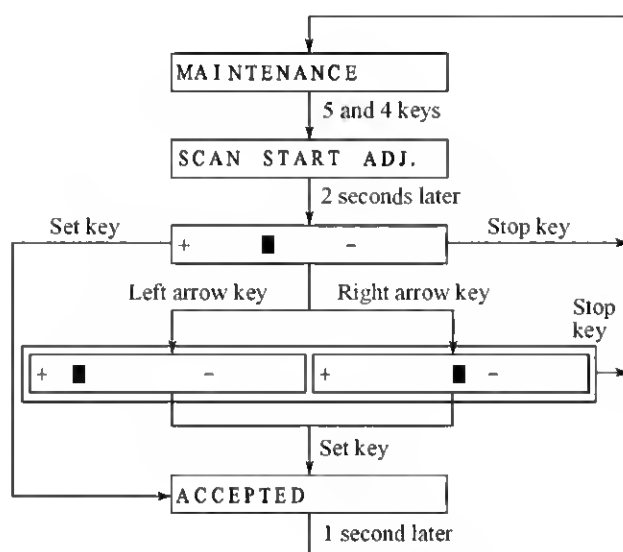 MAINTENANCE
5 and 4 keys
SCAN START ADJ.
2 seconds later
Set key
+ -
Stop key
Left arrow key
Right arrow key
Stop
key
+ -
+ -
Set key
ACCEPTED
1 second later